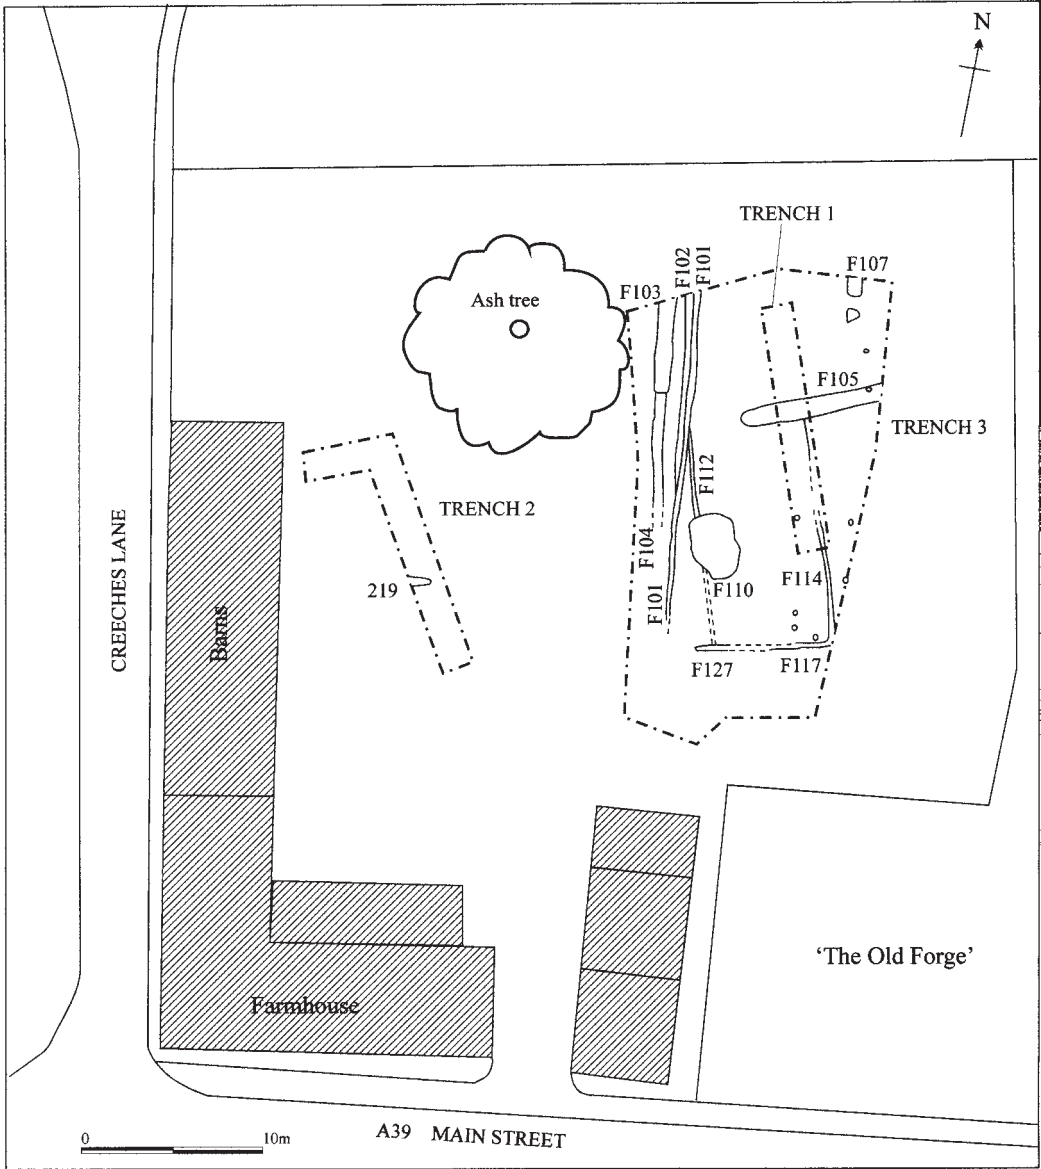 N
TRENCH 1
F107
F102
F101
F103
Ash tree
F105
TRENCH 3
F112
TRENCH 2
CREECHES LANE
F104
219
F114
F110
F101
Barns
F127
F117
'The Old Forge'
Farmhouse
0
10m
A39 MAIN STREET